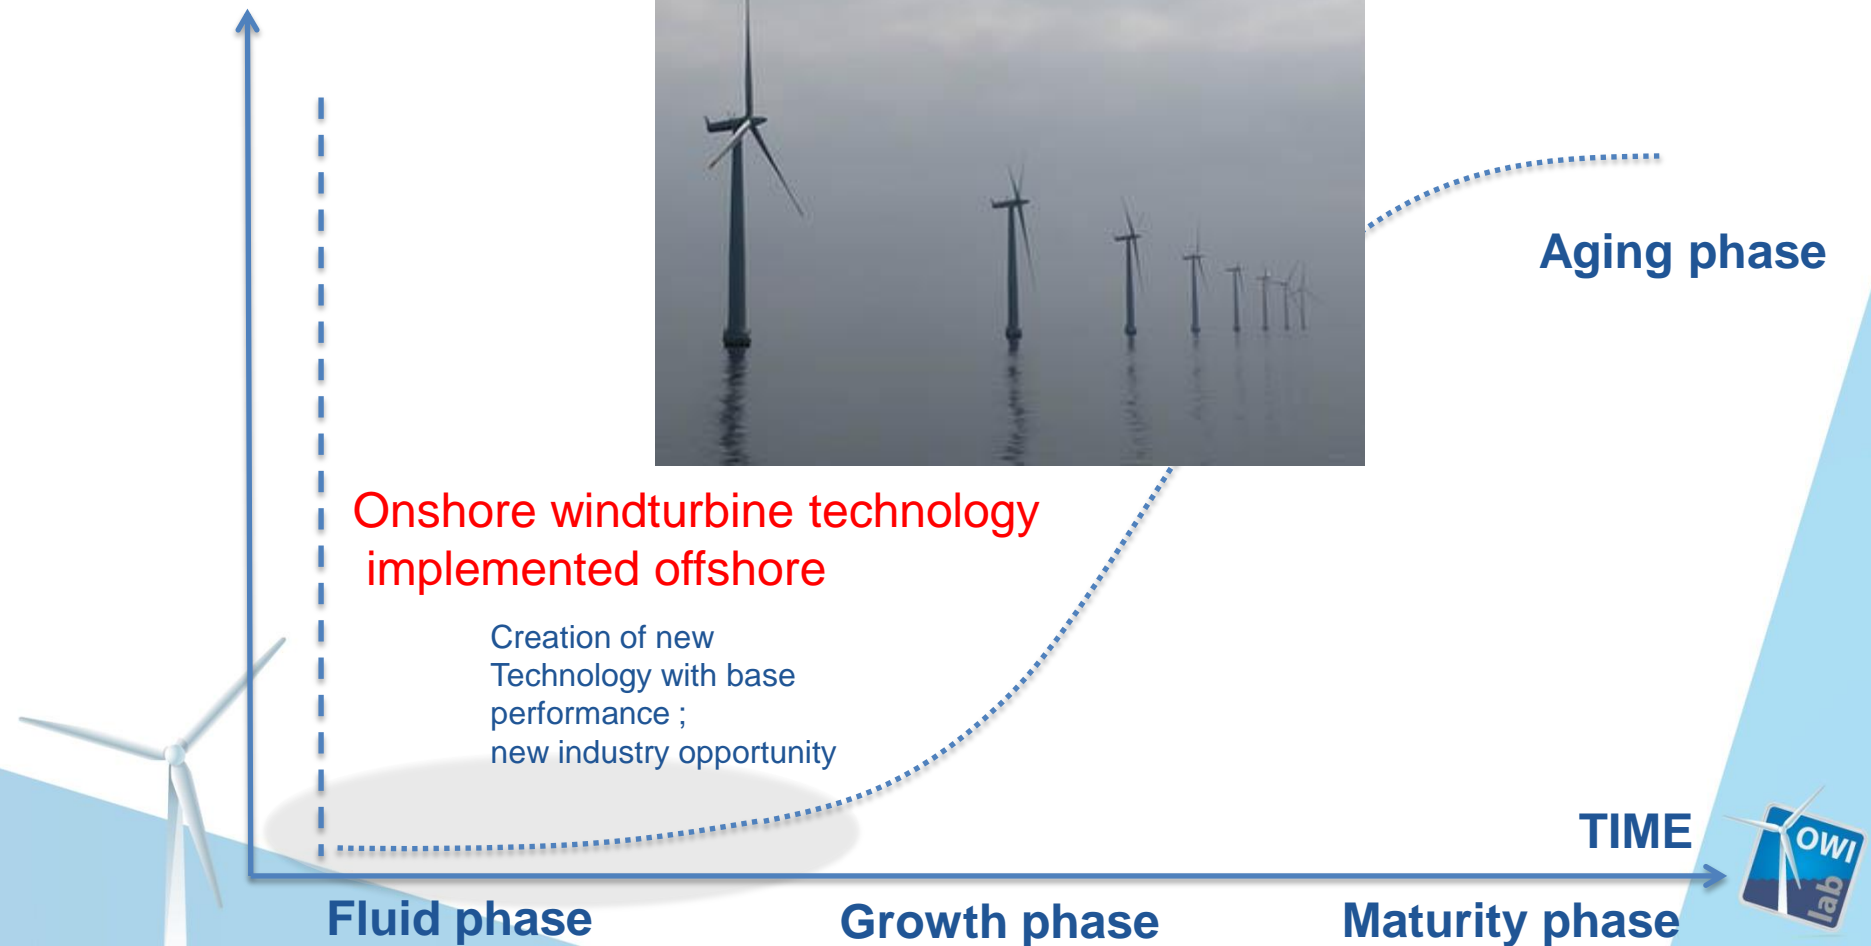 Aging phase
Onshore windturbine technology
implemented offshore
Creation of new
Technology with base
performance ;
new industry opportunity
TIME
OWI
lab
Fluid phase
Growth phase
Maturity phase